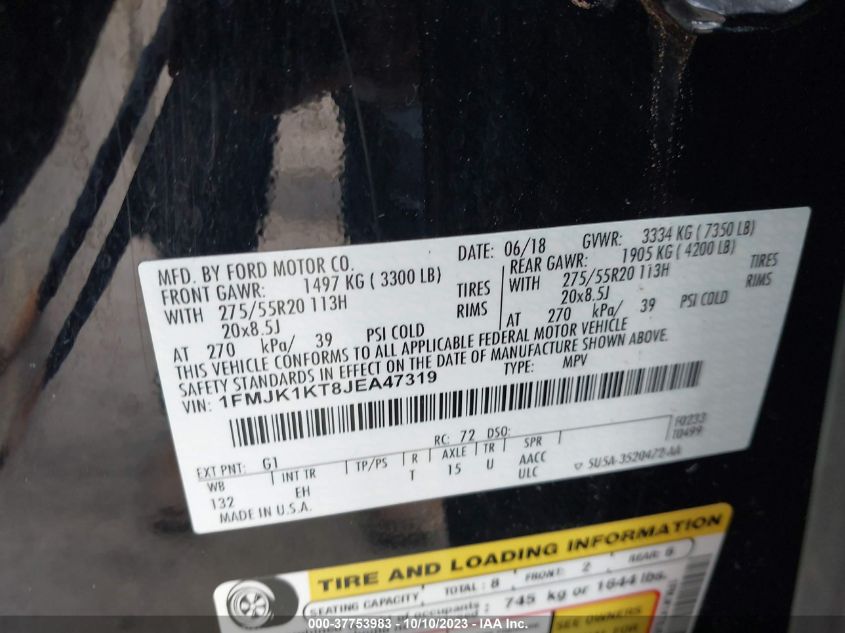 MFD. BY FORD MOTOR CO.
DATE: 06/18 GVWR: 3334 KG ( 7350 LB)
FRONT GAWR: 1497 KG ( 3300 LB) REAR GAWR: 1905 KG ( 4200 LB)
WITH 275/55R20 113H TIRES WITH 275/55R20 113H TIRES
20x8.5J RIMS 20x8.5J RIMS
AT 270 kPa/ 39 PSI COLD AT 270 kPa/ 39 PSI COLD
THIS VEHICLE CONFORMS TO ALL APPLICABLE FEDERAL MOTOR VEHICLE
SAFETY STANDARDS IN EFFECT ON THE DATE OF MANUFACTURE SHOWN ABOVE.
VIN: 1FMJK1KT8JEA47319 TYPE: MPV
F0233
T0499
EXT PNT: G1 RC: 72 DSO:
WB INT TR TP/PS R AXLE TR SPR
132 EH T 15 U AACC
ULC
MADE IN U.S.A.
TIRE AND LOADING INFORMATION
SEATING CAPACITY TOTAL: 8 FRONT: 2 REAR: 6
occupants 745 kg or 1644 lbs.
SEE OWNERS
000-37753983 - 10/10/2023 - IAA Inc.